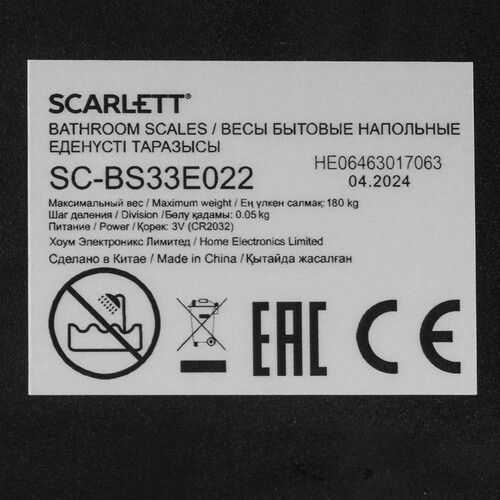 SCARLETT®
BATHROOM SCALES / ВЕСЫ БЫТОВЫЕ НАПОЛЬНЫЕ
ЕДЕНҮСТІ ТАРАЗЫСЫ
HE06463017063
SC-BS33E022
04.2024
Максимальный вес / Maximum weight / Ең үлкен салмақ: 180 kg
Шаг деления / Division /Бөлу қадамы: 0.05 kg
Питание / Power / Қорек: 3V (CR2032)
Хоум Электроникс Лимитед / Home Electronics Limited
Сделано в Китае / Made in China / Қытайда жасалған
EAC CE